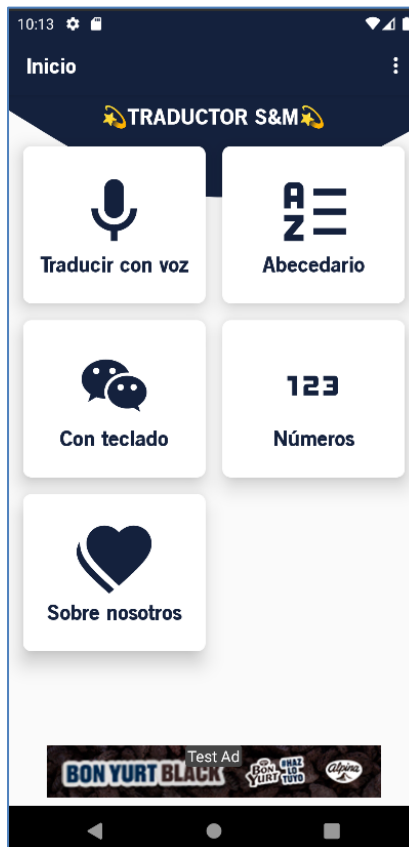 10:13
Inicio
💫TRADUCTOR S&M💫
Traducir con voz
A
Z
Abecedario
Con teclado
123
Números
Sobre nosotros
Test Ad
BON YURT BLACK
BON YURT
#HAZ
LO
TUYO
alpina